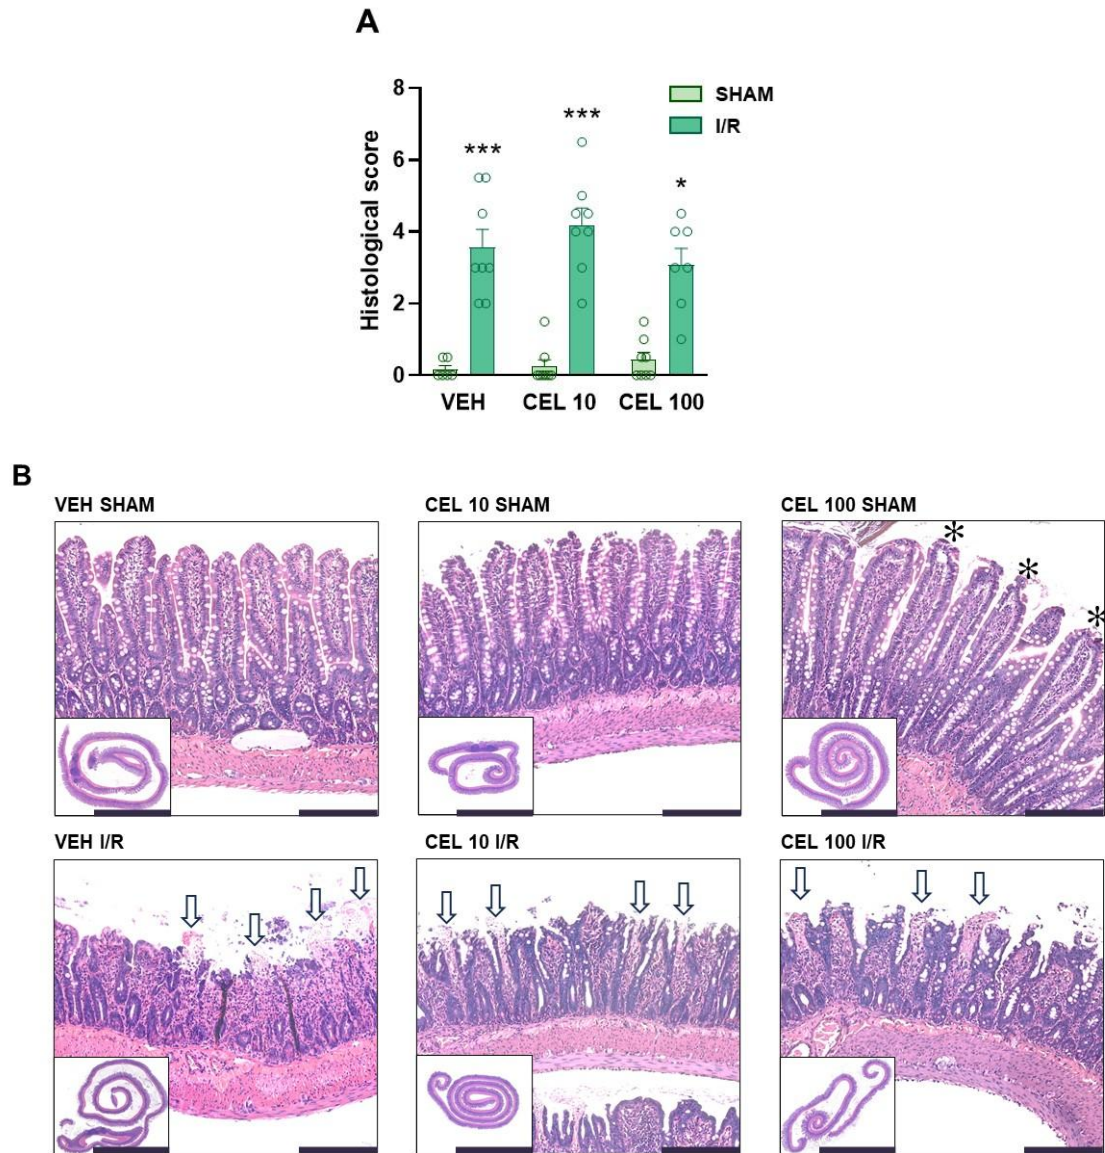 A
8
6
4
2
0
Histological score
SHAM
I/R
***
***
*
VEH
CEL 10
CEL 100
B
VEH SHAM
CEL 10 SHAM
CEL 100 SHAM
*
*
*
VEH I/R
CEL 10 I/R
CEL 100 I/R